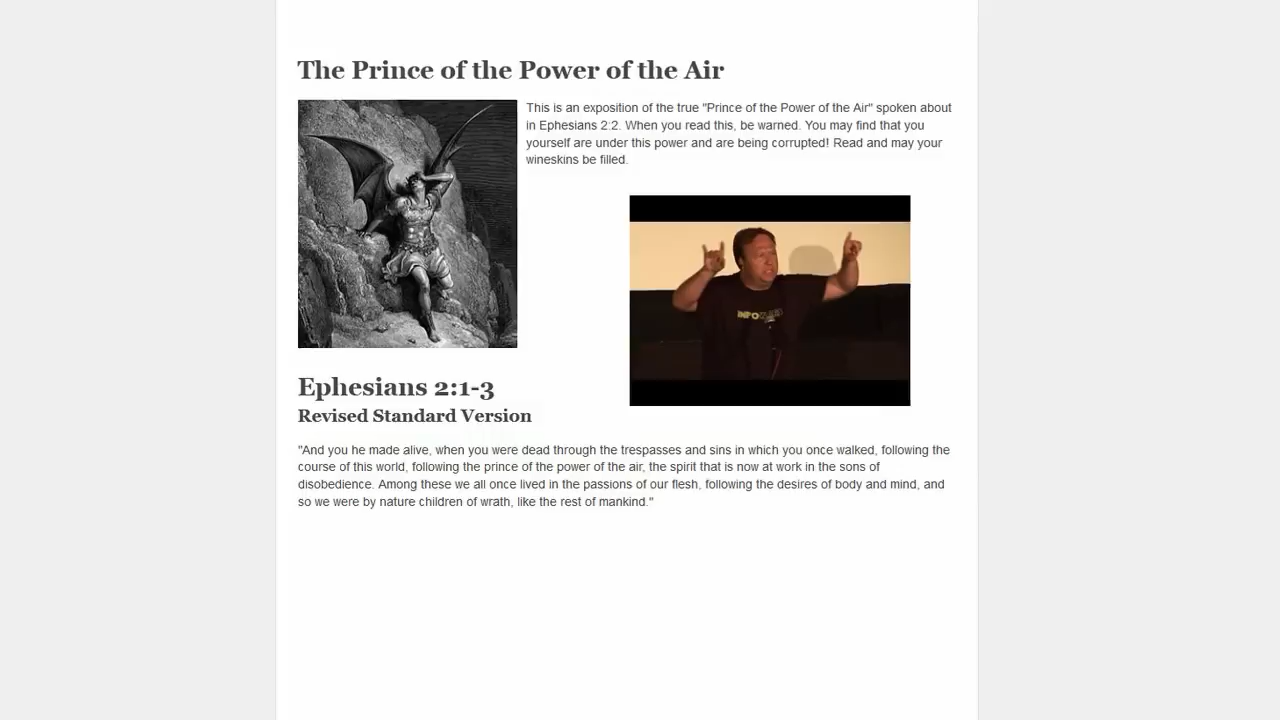 The Prince of the Power of the Air
This is an exposition of the true "Prince of the Power of the Air" spoken about
in Ephesians 2:2. When you read this, be warned. You may find that you
yourself are under this power and are being corrupted! Read and may your
wineskins be filled.
Ephesians 2:1-3
Revised Standard Version
"And you he made alive, when you were dead through the trespasses and sins in which you once walked, following the
course of this world, following the prince of the power of the air, the spirit that is now at work in the sons of
disobedience. Among these we all once lived in the passions of our flesh, following the desires of body and mind, and
so we were by nature children of wrath, like the rest of mankind."